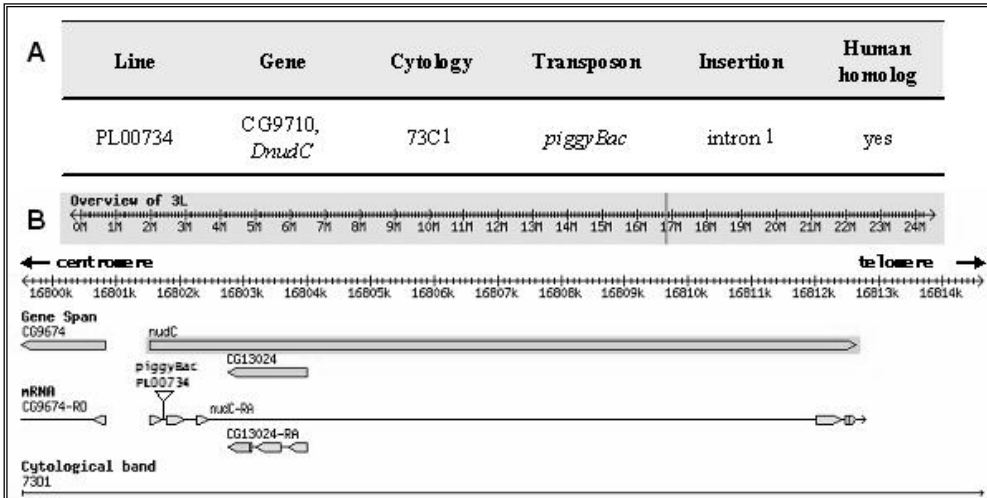 A
Line Gene Cytology Transposon Insertion Human homolog
PL00734 CG9710, DnudC 73C1 piggyBac intron 1 yes
B
Overview of 3L
0M 1M 2M 3M 4M 5M 6M 7M 8M 9M 10M 11M 12M 13M 14M 15M 16M 17M 18M 19M 20M 21M 22M 23M 24M
centromere telomere
16800k 16801k 16802k 16803k 16804k 16805k 16806k 16807k 16808k 16809k 16810k 16811k 16812k 16813k 16814k
Gene Span
CG9674 nudC
CG13024
piggyBac
PL00734
mRNA
CG9674-RD nudC-RA
CG13024-RA
Cytological band
73D1